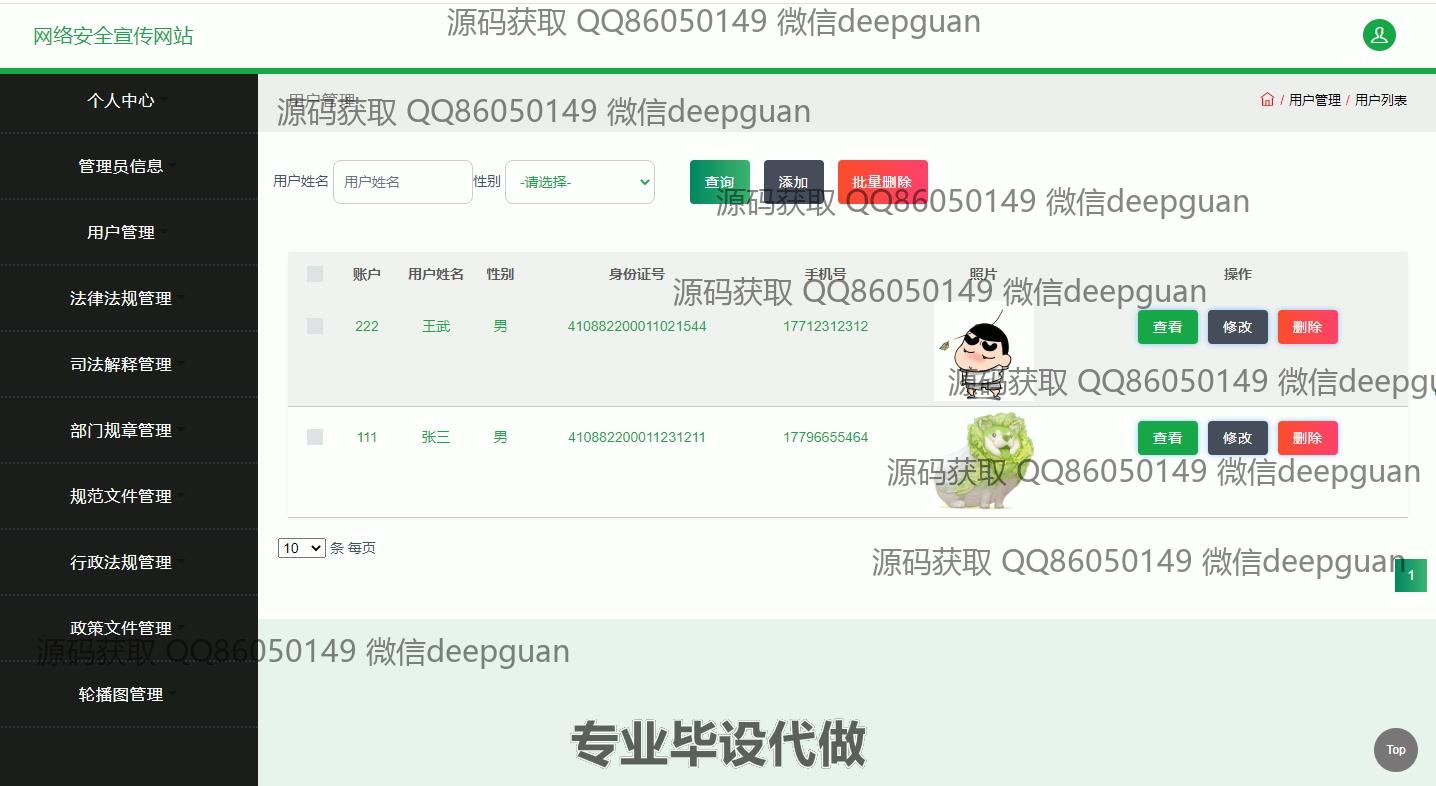 源码获取 QQ86050149 微信deepguan
网络安全宣传网站
个人中心
管理员信息
用户管理
法律法规管理
司法解释管理
部门规章管理
规范文件管理
行政法规管理
政策文件管理
轮播图管理
用户管理
/ 用户管理 / 用户列表
源码获取 QQ86050149 微信deepguan
用户姓名 用户姓名 性别 -请选择- 查询 添加 批量删除
源码获取 QQ86050149 微信deepguan
账户 用户姓名 性别 身份证号 手机号 照片 操作
源码获取 QQ86050149 微信deepguan
222 王武 男 410882200011021544 17712312312 查看 修改 删除
源码获取 QQ86050149 微信deepgu
111 张三 男 410882200011231211 17796655464 查看 修改 删除
源码获取 QQ86050149 微信deepguan
10 条 每页
源码获取 QQ86050149 微信deepguan
1
源码获取 QQ86050149 微信deepguan
专业毕设代做
Top